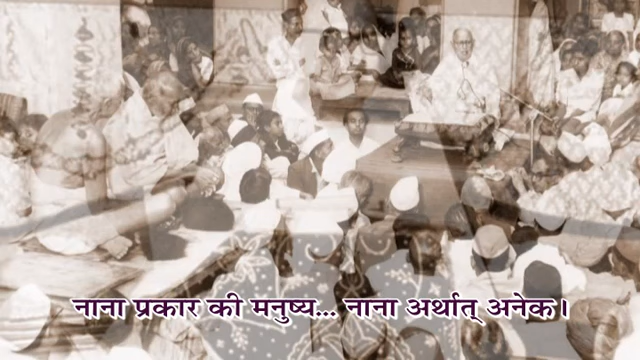 नाना प्रकार की मनुष्य... नाना अर्थात् अनेक।